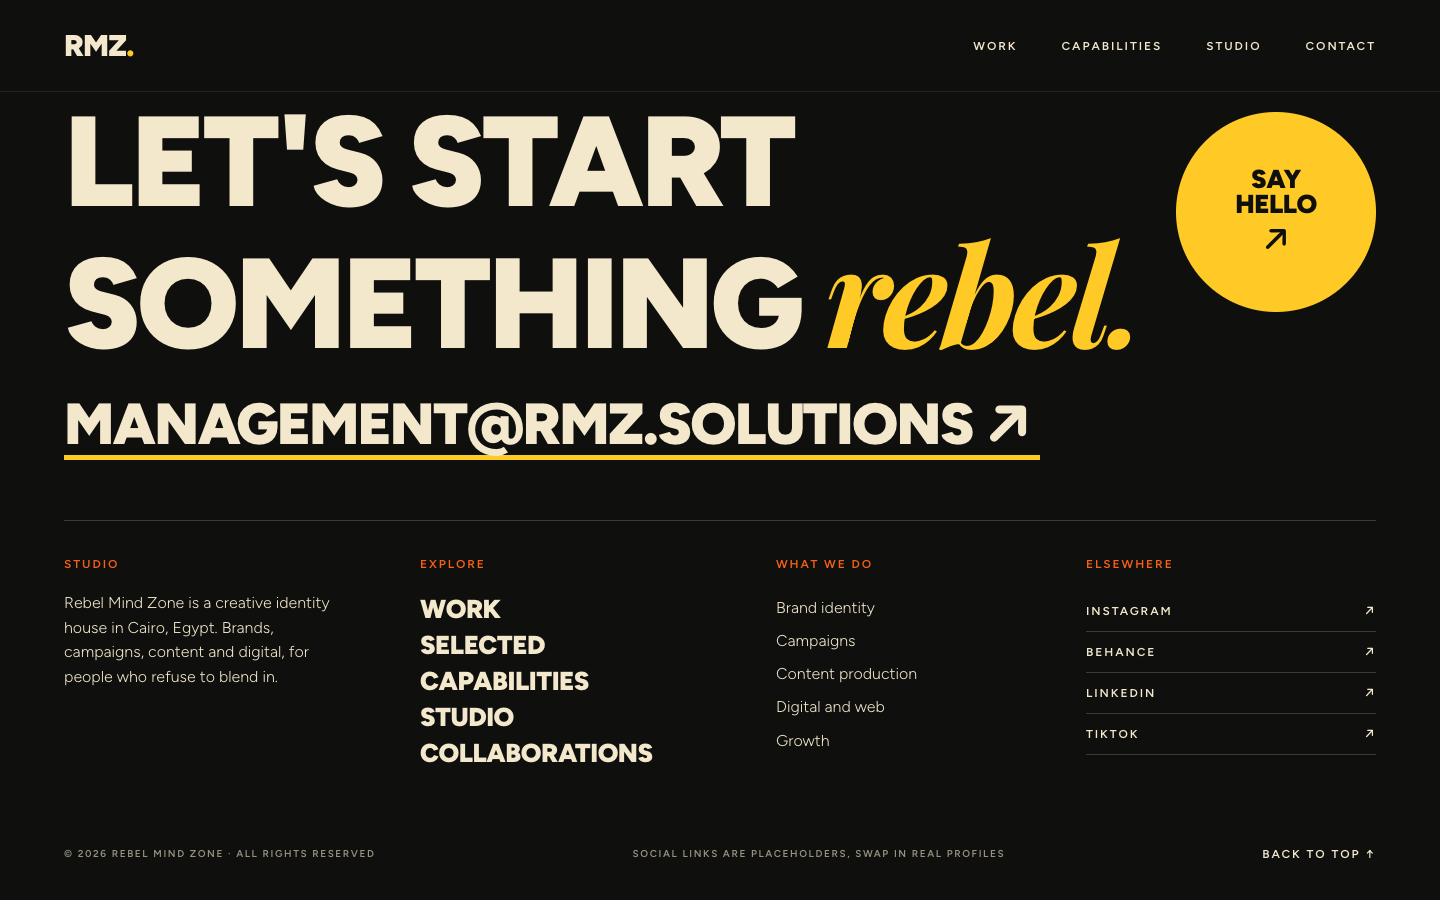 RMZ.
WORK
CAPABILITIES
STUDIO
CONTACT
LET'S START
SOMETHING rebel.
SAY
HELLO ↗
MANAGEMENT@RMZ.SOLUTIONS ↗
STUDIO
Rebel Mind Zone is a creative identity
house in Cairo, Egypt. Brands,
campaigns, content and digital, for
people who refuse to blend in.
EXPLORE
WORK
SELECTED
CAPABILITIES
STUDIO
COLLABORATIONS
WHAT WE DO
Brand identity
Campaigns
Content production
Digital and web
Growth
ELSEWHERE
INSTAGRAM ↗
BEHANCE ↗
LINKEDIN ↗
TIKTOK ↗
© 2026 REBEL MIND ZONE · ALL RIGHTS RESERVED
SOCIAL LINKS ARE PLACEHOLDERS, SWAP IN REAL PROFILES
BACK TO TOP ↑